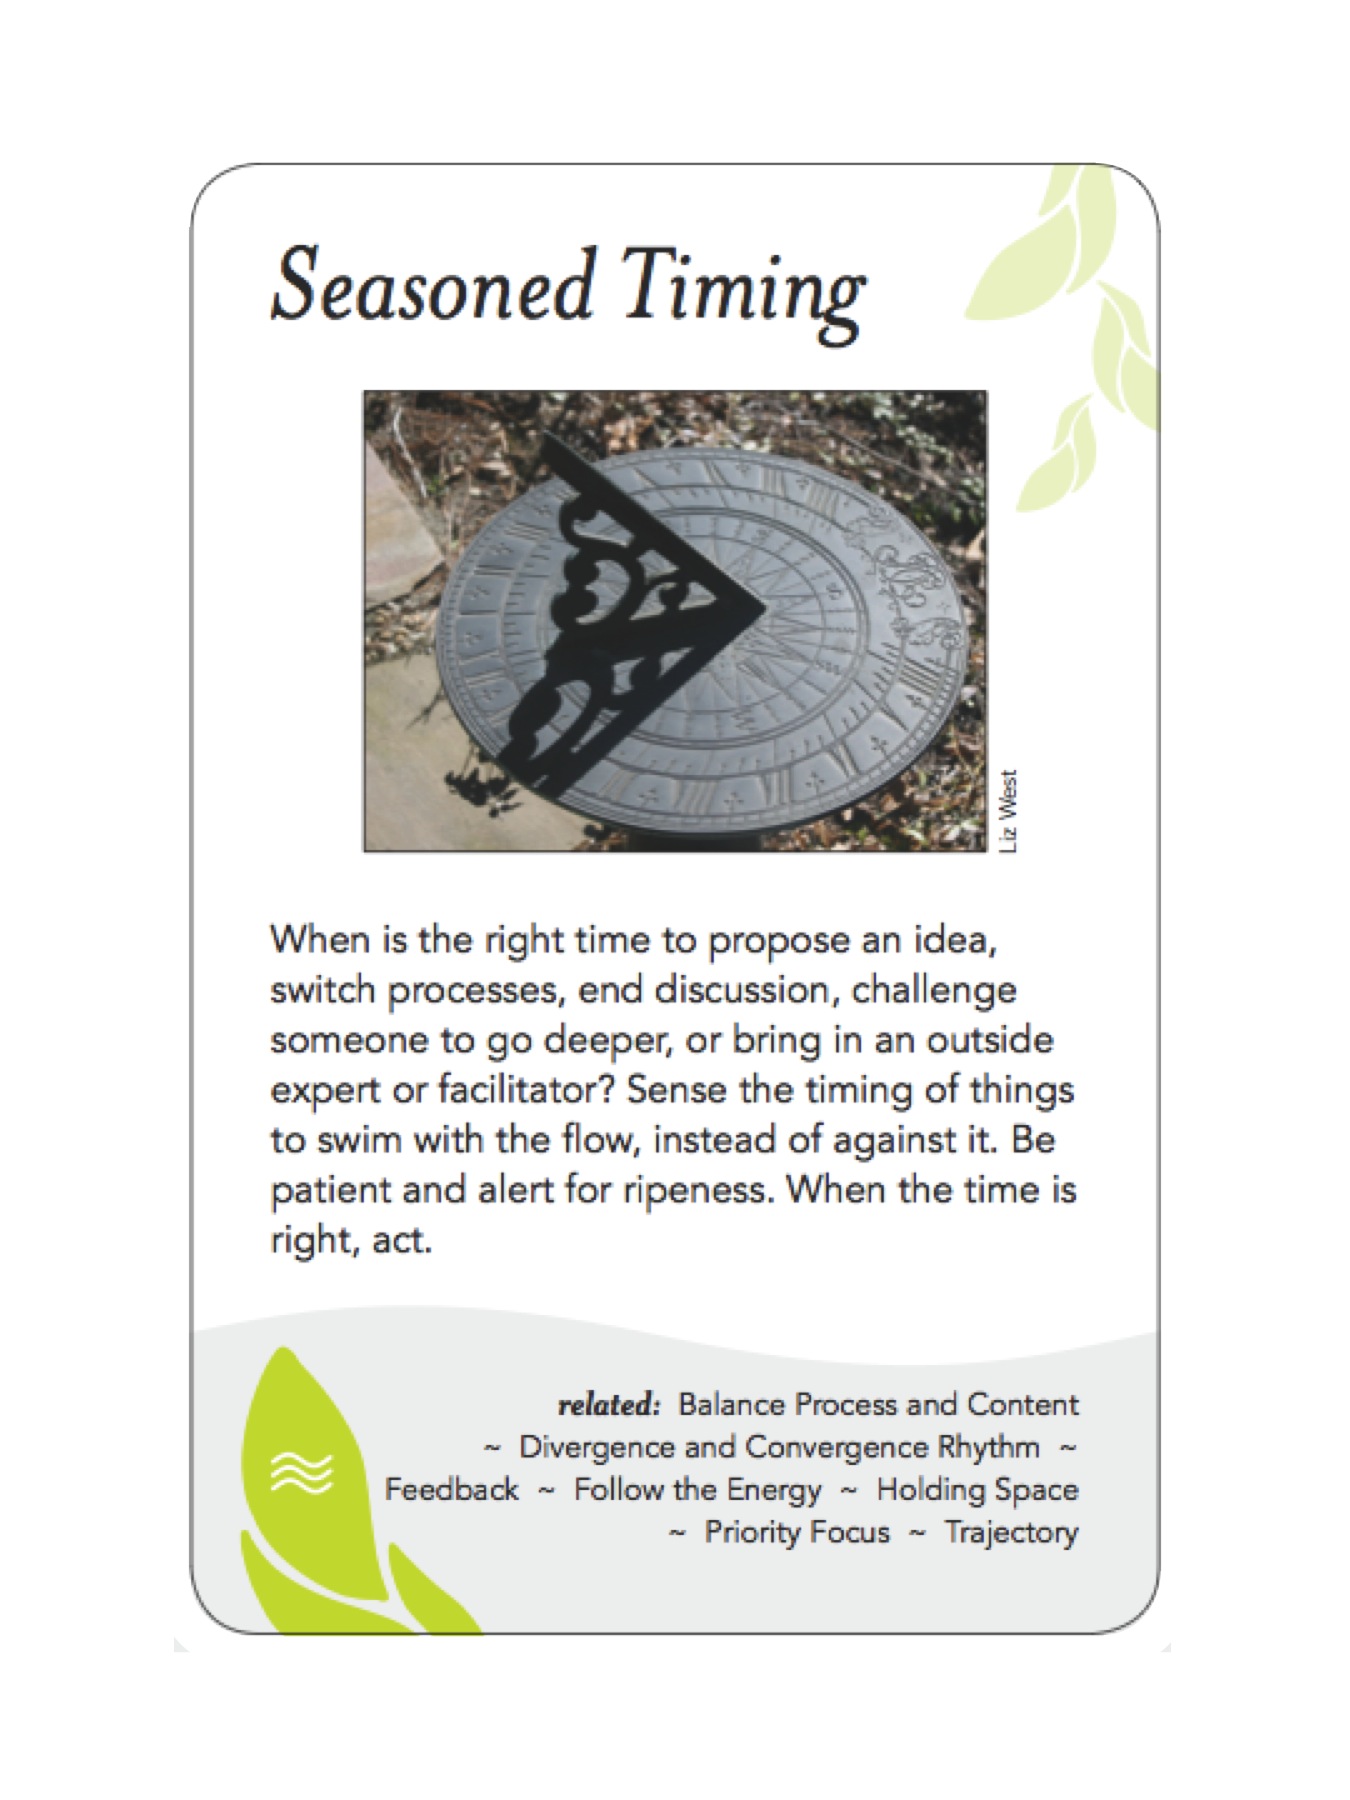 Seasoned Timing
Liz West
When is the right time to propose an idea,
switch processes, end discussion, challenge
someone to go deeper, or bring in an outside
expert or facilitator? Sense the timing of things
to swim with the flow, instead of against it. Be
patient and alert for ripeness. When the time is
right, act.
related: Balance Process and Content
~ Divergence and Convergence Rhythm ~
Feedback ~ Follow the Energy ~ Holding Space
~ Priority Focus ~ Trajectory